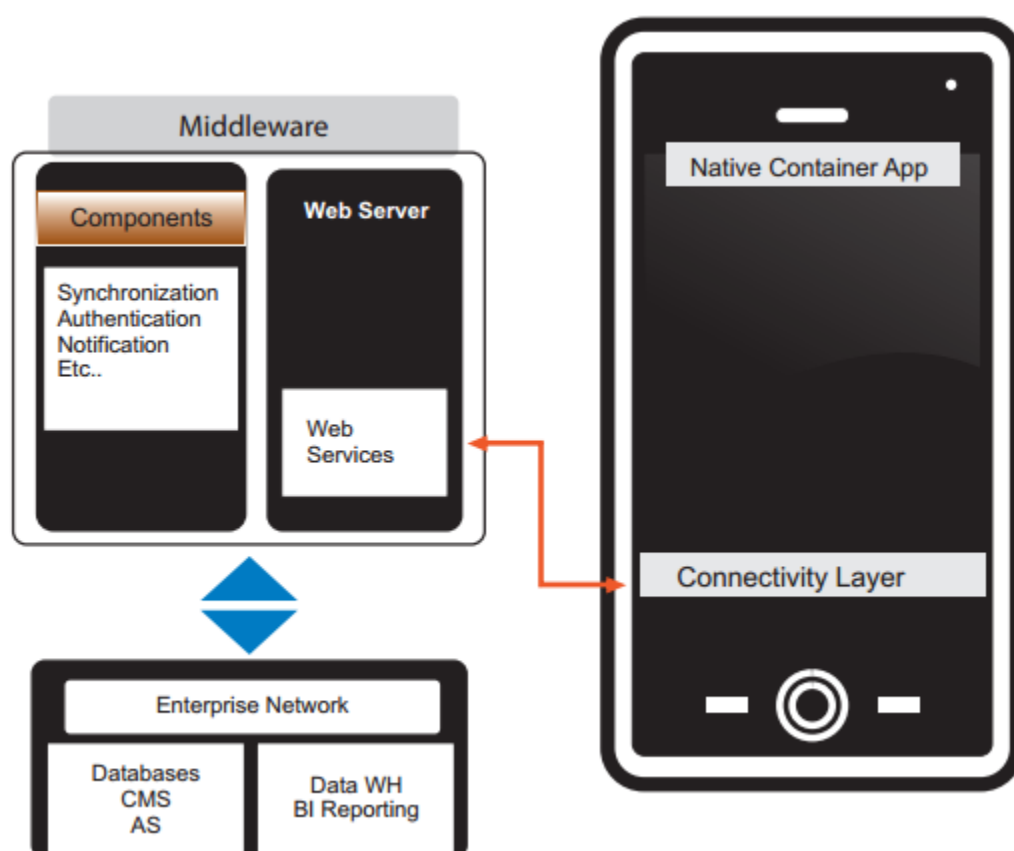 Middleware
Components
Synchronization
Authentication
Notification
Etc..
Web Server
Web
Services
Native Container App
Connectivity Layer
Enterprise Network
Databases
CMS
AS
Data WH
BI Reporting